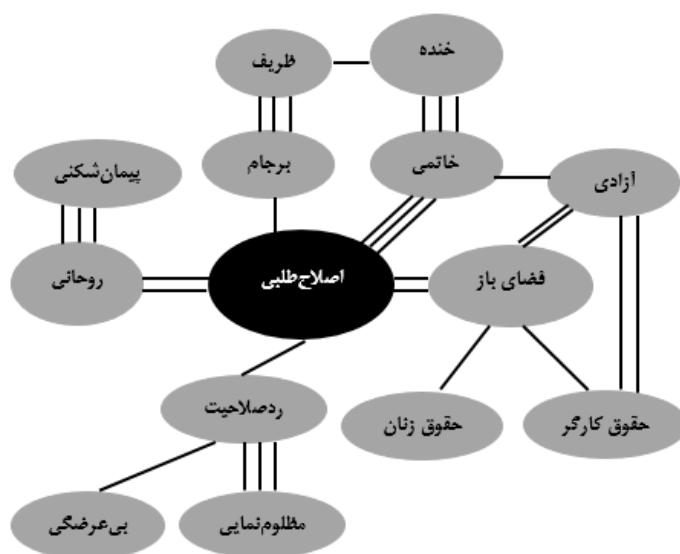 خنده
ظریف
خاتمی
برجام
آزادی
پیمان‌شکنی
اصلاح‌طلبی
فضای باز
روحانی
ردصلاحیت
حقوق کارگر
حقوق زنان
مظلوم‌نمایی
بی‌عرضگی